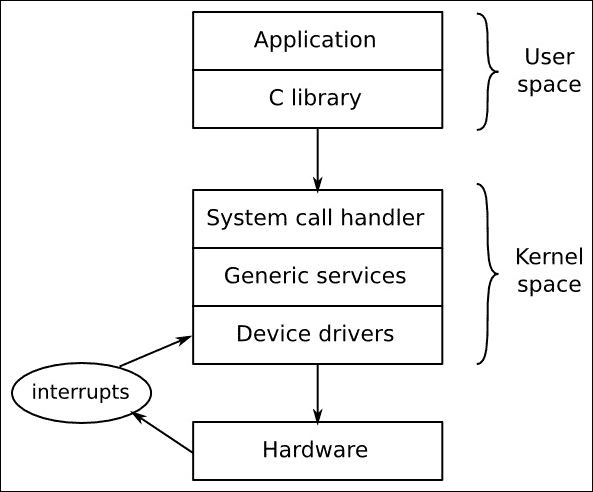 Application
C library
User
space
System call handler
Generic services
Device drivers
Kernel
space
interrupts
Hardware